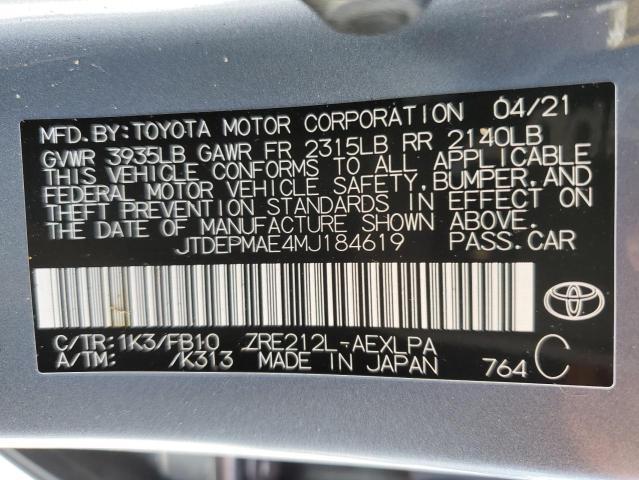 MFD. BY: TOYOTA MOTOR CORPORATION 04/21
GVWR 3935LB GAWR FR 2315LB RR 2140LB
THIS VEHICLE CONFORMS TO ALL APPLICABLE
FEDERAL MOTOR VEHICLE SAFETY, BUMPER, AND
THEFT PREVENTION STANDARDS IN EFFECT ON
THE DATE OF MANUFACTURE SHOWN ABOVE.
JTDEPMAE4MJ184619 PASS. CAR
C/TR: 1K3/FB10 ZRE212L-AEXLPA
A/TM: /K313 MADE IN JAPAN 764 C